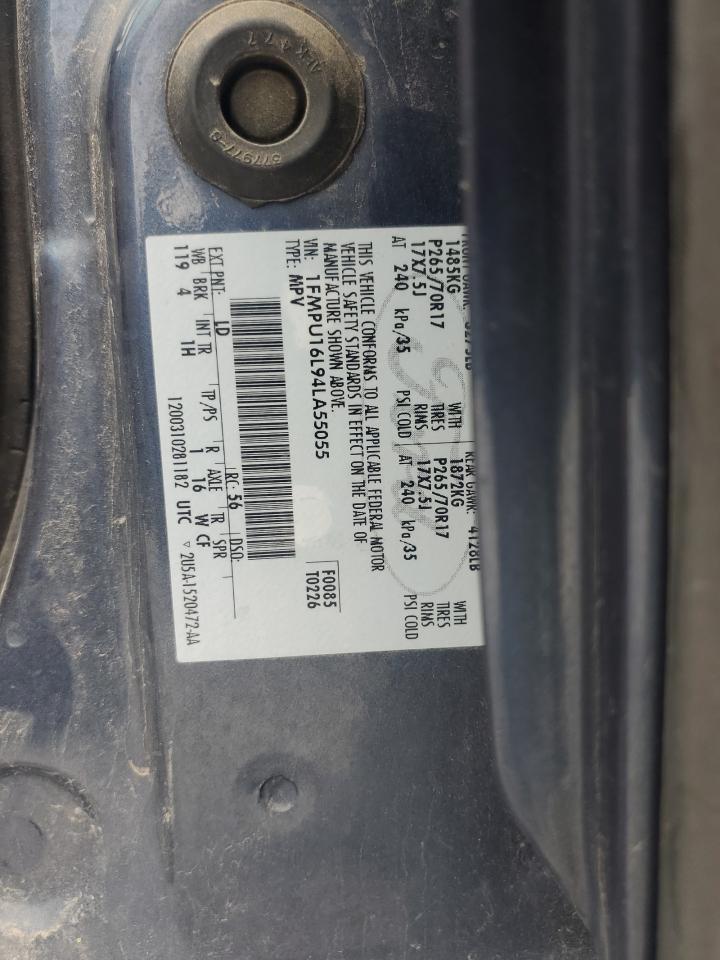 REAR GAWR: 4128LB
1485KG WITH 1872KG WITH
P265/70R17 TIRES P265/70R17 TIRES
17X7.5J RIMS 17X7.5J RIMS
AT 240 kPa/35 PSI COLD AT 240 kPa/35 PSI COLD
THIS VEHICLE CONFORMS TO ALL APPLICABLE FEDERAL MOTOR
VEHICLE SAFETY STANDARDS IN EFFECT ON THE DATE OF
MANUFACTURE SHOWN ABOVE.
VIN: 1FMPU16L94LA55055
TYPE: MPV
F0085
T0226
EXT PNT: LD RC: 56 DSO:
WB BRK INT TR TP/PS R AXLE TR SPR
119 4 1H 1 16 W CF
1200310281182 UTC ▽ 2U5A-1520472-AA